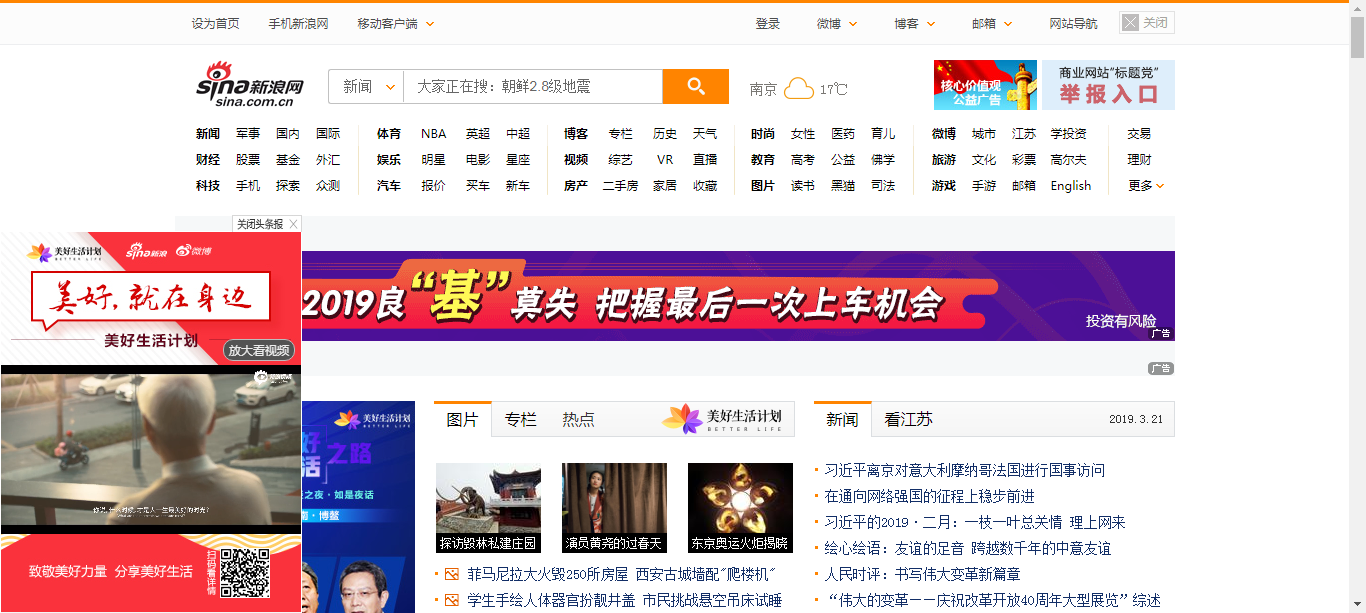 设为首页 手机新浪网 移动客户端 登录 微博 博客 邮箱 网站导航 关闭
sina新浪网
sina.com.cn
新闻 大家正在搜：朝鲜2.8级地震
南京 17℃
核心价值观
公益广告
商业网站“标题党”
举报入口
新闻 军事 国内 国际 体育 NBA 英超 中超 博客 专栏 历史 天气 时尚 女性 医药 育儿 微博 城市 江苏 学投资 交易
财经 股票 基金 外汇 娱乐 明星 电影 星座 视频 综艺 VR 直播 教育 高考 公益 佛学 旅游 文化 彩票 高尔夫 理财
科技 手机 探索 众测 汽车 报价 买车 新车 房产 二手房 家居 收藏 图片 读书 黑猫 司法 游戏 手游 邮箱 English 更多
关闭头条报
美好生活计划
BETTER LIFE
sina新浪
微博
美好，就在身边
美好生活计划
放大看视频
2019良“基”莫失 把握最后一次上车机会
投资有风险
广告
广告
你说，什么时候，才是人一生最美好的时光？
致敬美好力量 分享美好生活
扫码看详情
美好生活计划
之路
之夜·如是夜话
·博鳌
图片 专栏 热点
美好生活计划
BETTER LIFE
探访毁林私建庄园
演员黄尧的过春天
东京奥运火炬揭晓
菲马尼拉大火毁250所房屋 西安古城墙配"爬楼机"
学生手绘人体器官扮靓井盖 市民挑战悬空吊床试睡
新闻 看江苏 2019.3.21
习近平离京对意大利摩纳哥法国进行国事访问
在通向网络强国的征程上稳步前进
习近平的2019·二月：一枝一叶总关情 理上网来
绘心绘语：友谊的足音 跨越数千年的中意友谊
人民时评：书写伟大变革新篇章
“伟大的变革——庆祝改革开放40周年大型展览”综述